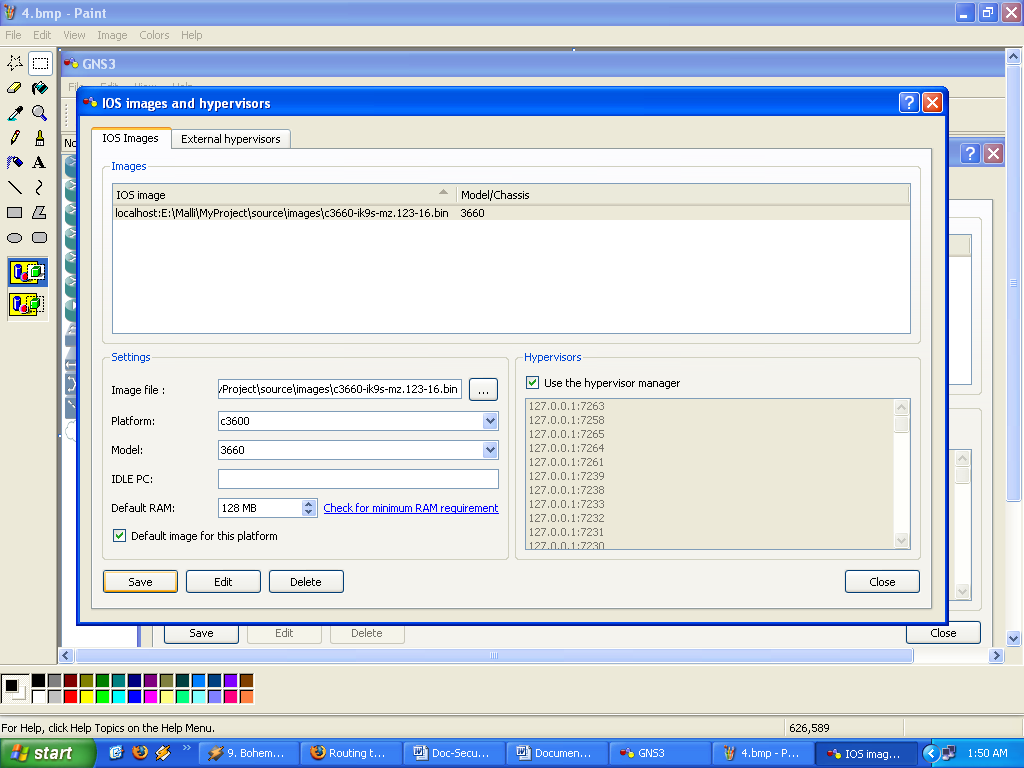 4.bmp - Paint
File Edit View Image Colors Help
GNS3
IOS images and hypervisors
IOS Images External hypervisors
Images
IOS image Model/Chassis
localhost:E:\Malli\MyProject\source\images\c3660-ik9s-mz.123-16.bin 3660
Settings
Image file : /Project\source\images\c3660-ik9s-mz.123-16.bin ...
Platform: c3600
Model: 3660
IDLE PC:
Default RAM: 128 MB Check for minimum RAM requirement
Default image for this platform
Hypervisors
Use the hypervisor manager
127.0.0.1:7263
127.0.0.1:7258
127.0.0.1:7265
127.0.0.1:7264
127.0.0.1:7261
127.0.0.1:7239
127.0.0.1:7238
127.0.0.1:7233
127.0.0.1:7232
127.0.0.1:7231
127.0.0.1:7230
Save Edit Delete Close
Save Edit Delete Close
For Help, click Help Topics on the Help Menu. 626,589
start 9. Bohem... Routing t... Doc-Secu... Documen... GNS3 4.bmp - P... IOS imag... 1:50 AM